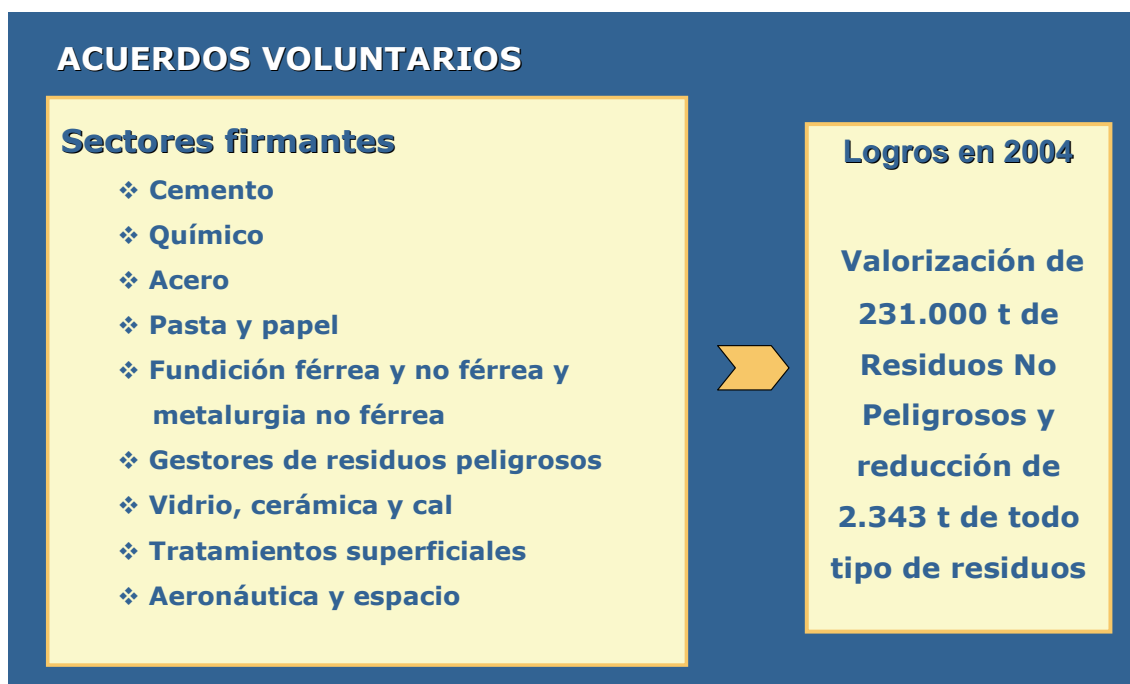 ACUERDOS VOLUNTARIOS
Sectores firmantes
❖ Cemento
❖ Químico
❖ Acero
❖ Pasta y papel
❖ Fundición férrea y no férrea y
metalurgia no férrea
❖ Gestores de residuos peligrosos
❖ Vidrio, cerámica y cal
❖ Tratamientos superficiales
❖ Aeronáutica y espacio
Logros en 2004
Valorización de
231.000 t de
Residuos No
Peligrosos y
reducción de
2.343 t de todo
tipo de residuos